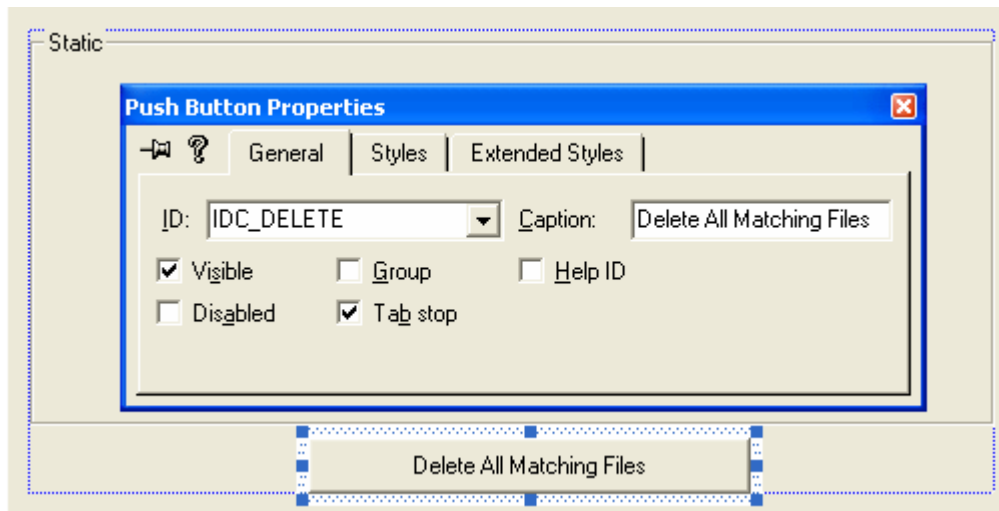 Static
Push Button Properties
General Styles Extended Styles
ID: IDC_DELETE Caption: Delete All Matching Files
Visible Group Help ID
Disabled Tab stop
Delete All Matching Files